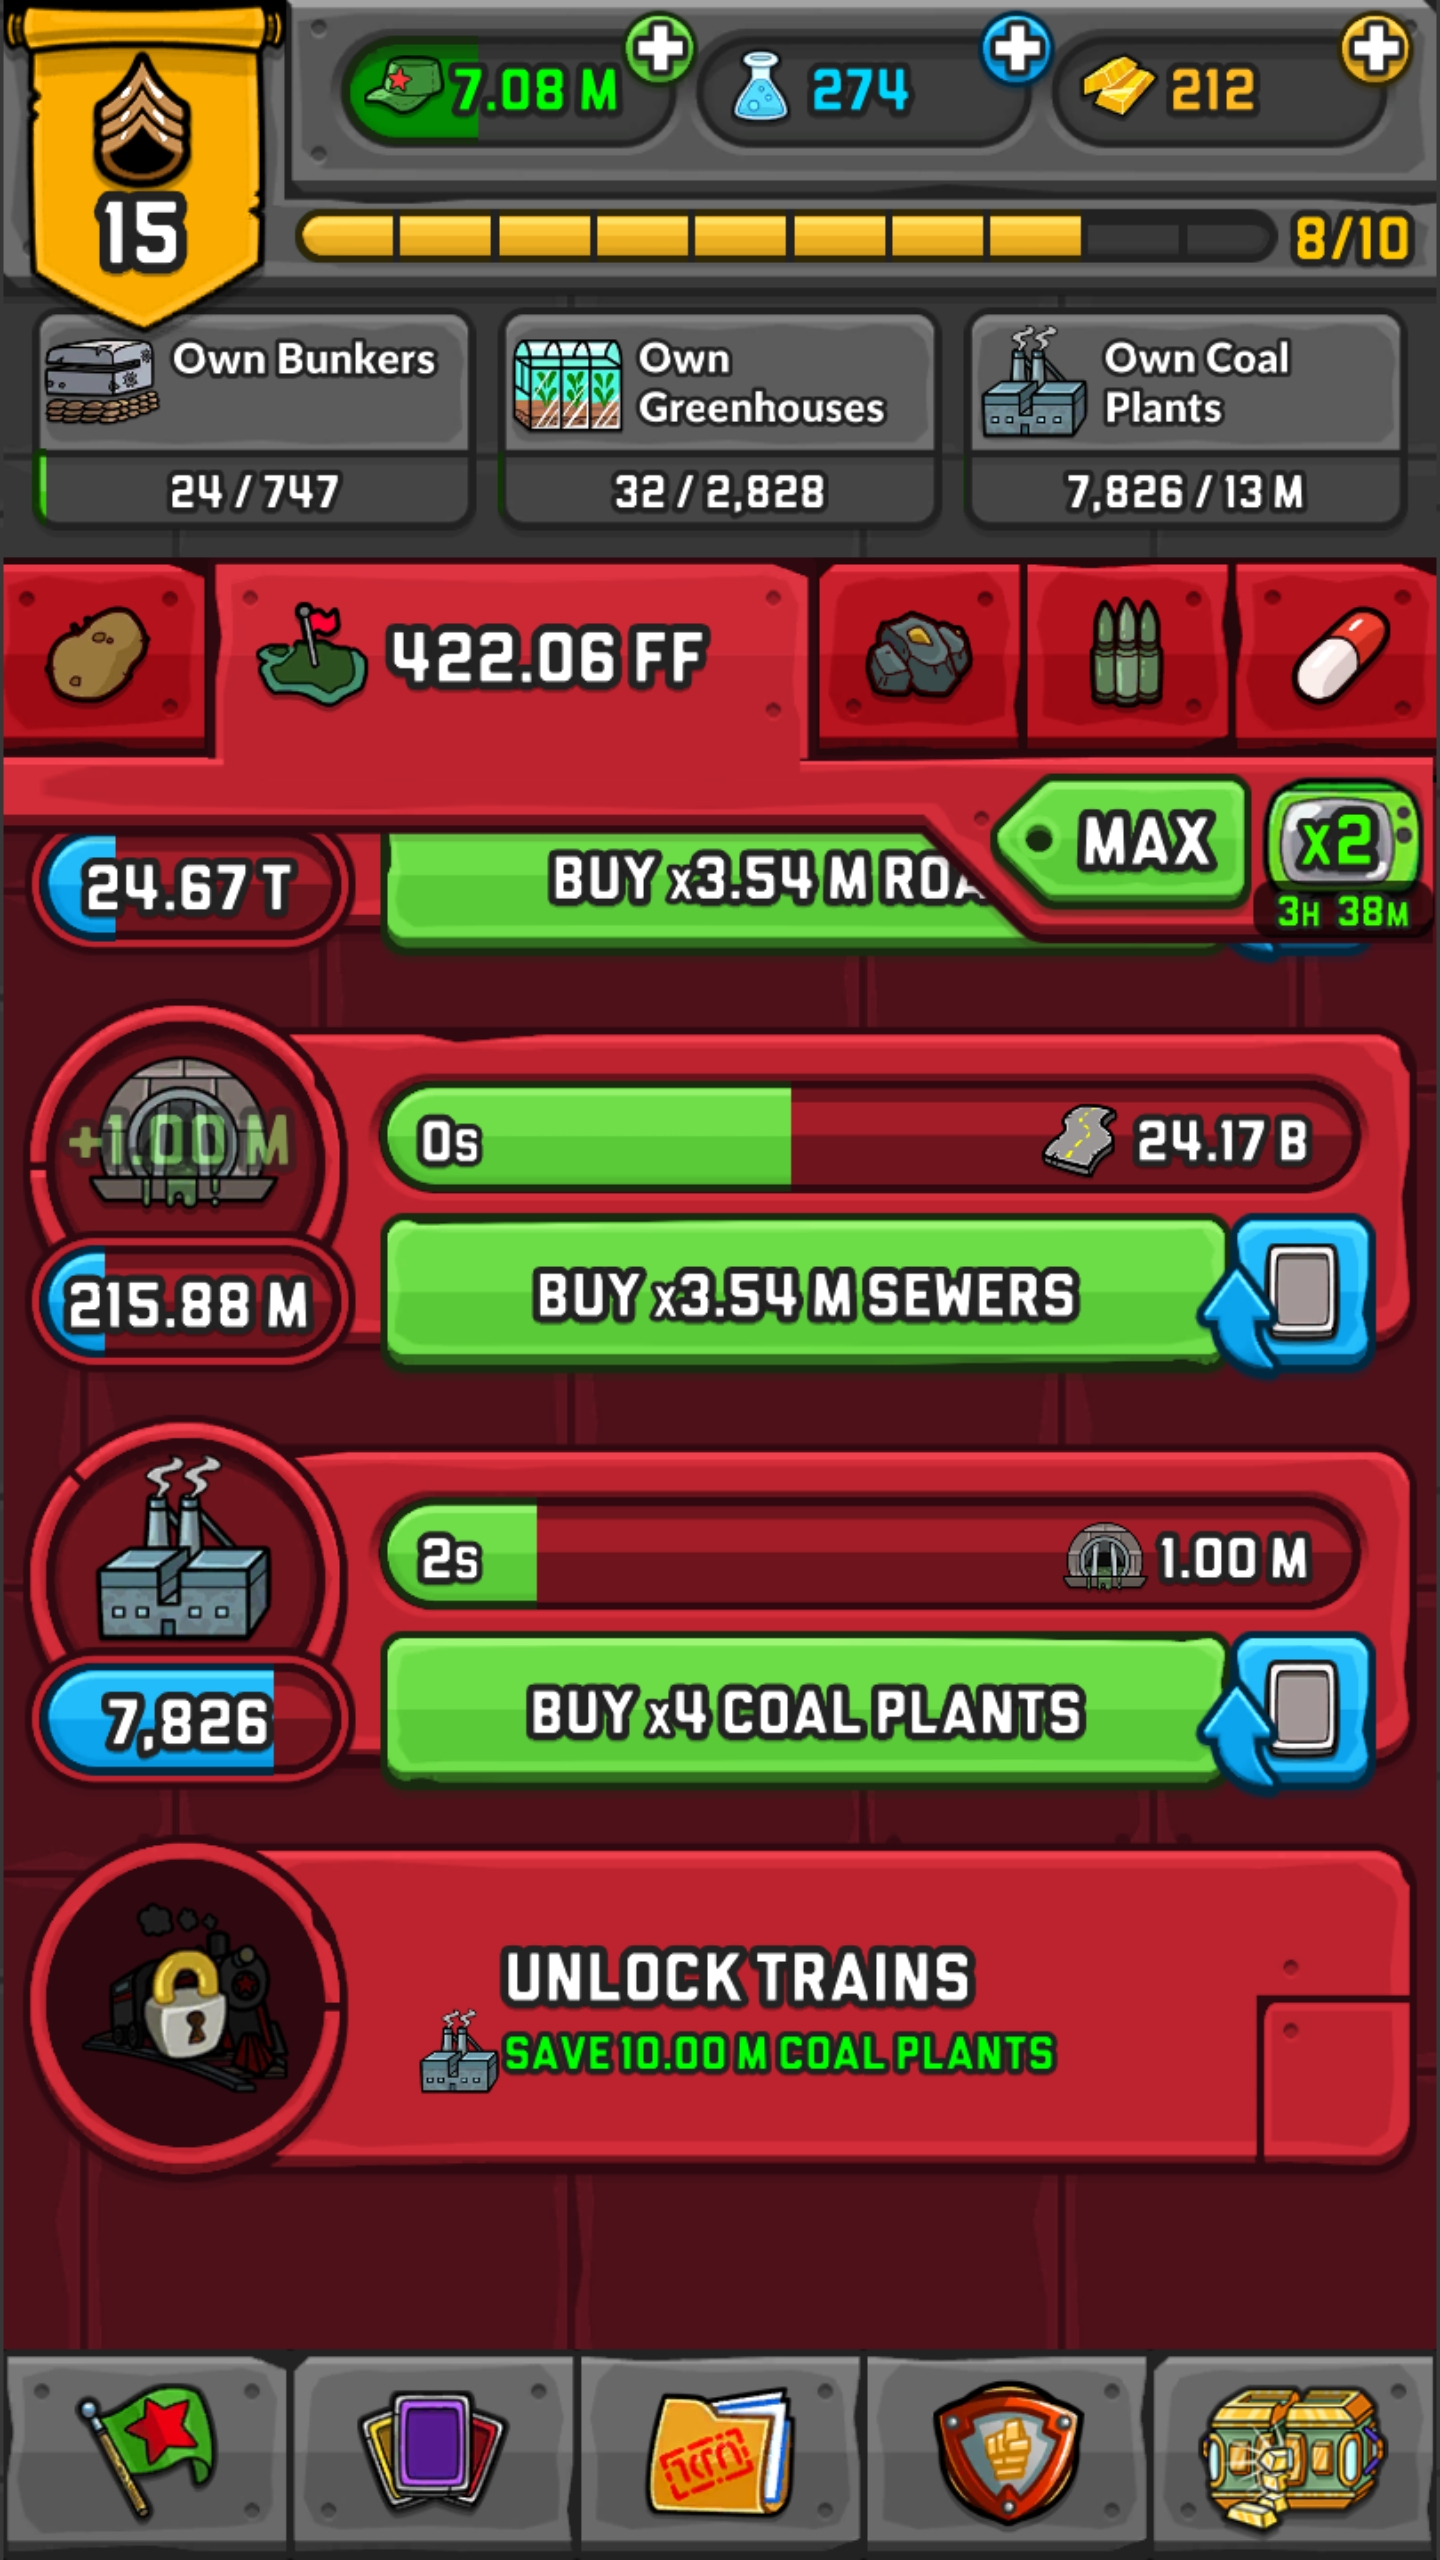 7.08 M
274
212
15
8/10
Own Bunkers
24 / 747
Own
Greenhouses
32 / 2,828
Own Coal
Plants
7,826 / 13 M
422.06 FF
MAX
x2
3H 38M
24.67 T
BUY x3.54 M ROA
+1.00 M
0s
24.17 B
215.88 M
BUY x3.54 M SEWERS
2s
1.00 M
7,826
BUY x4 COAL PLANTS
UNLOCK TRAINS
SAVE 10.00 M COAL PLANTS